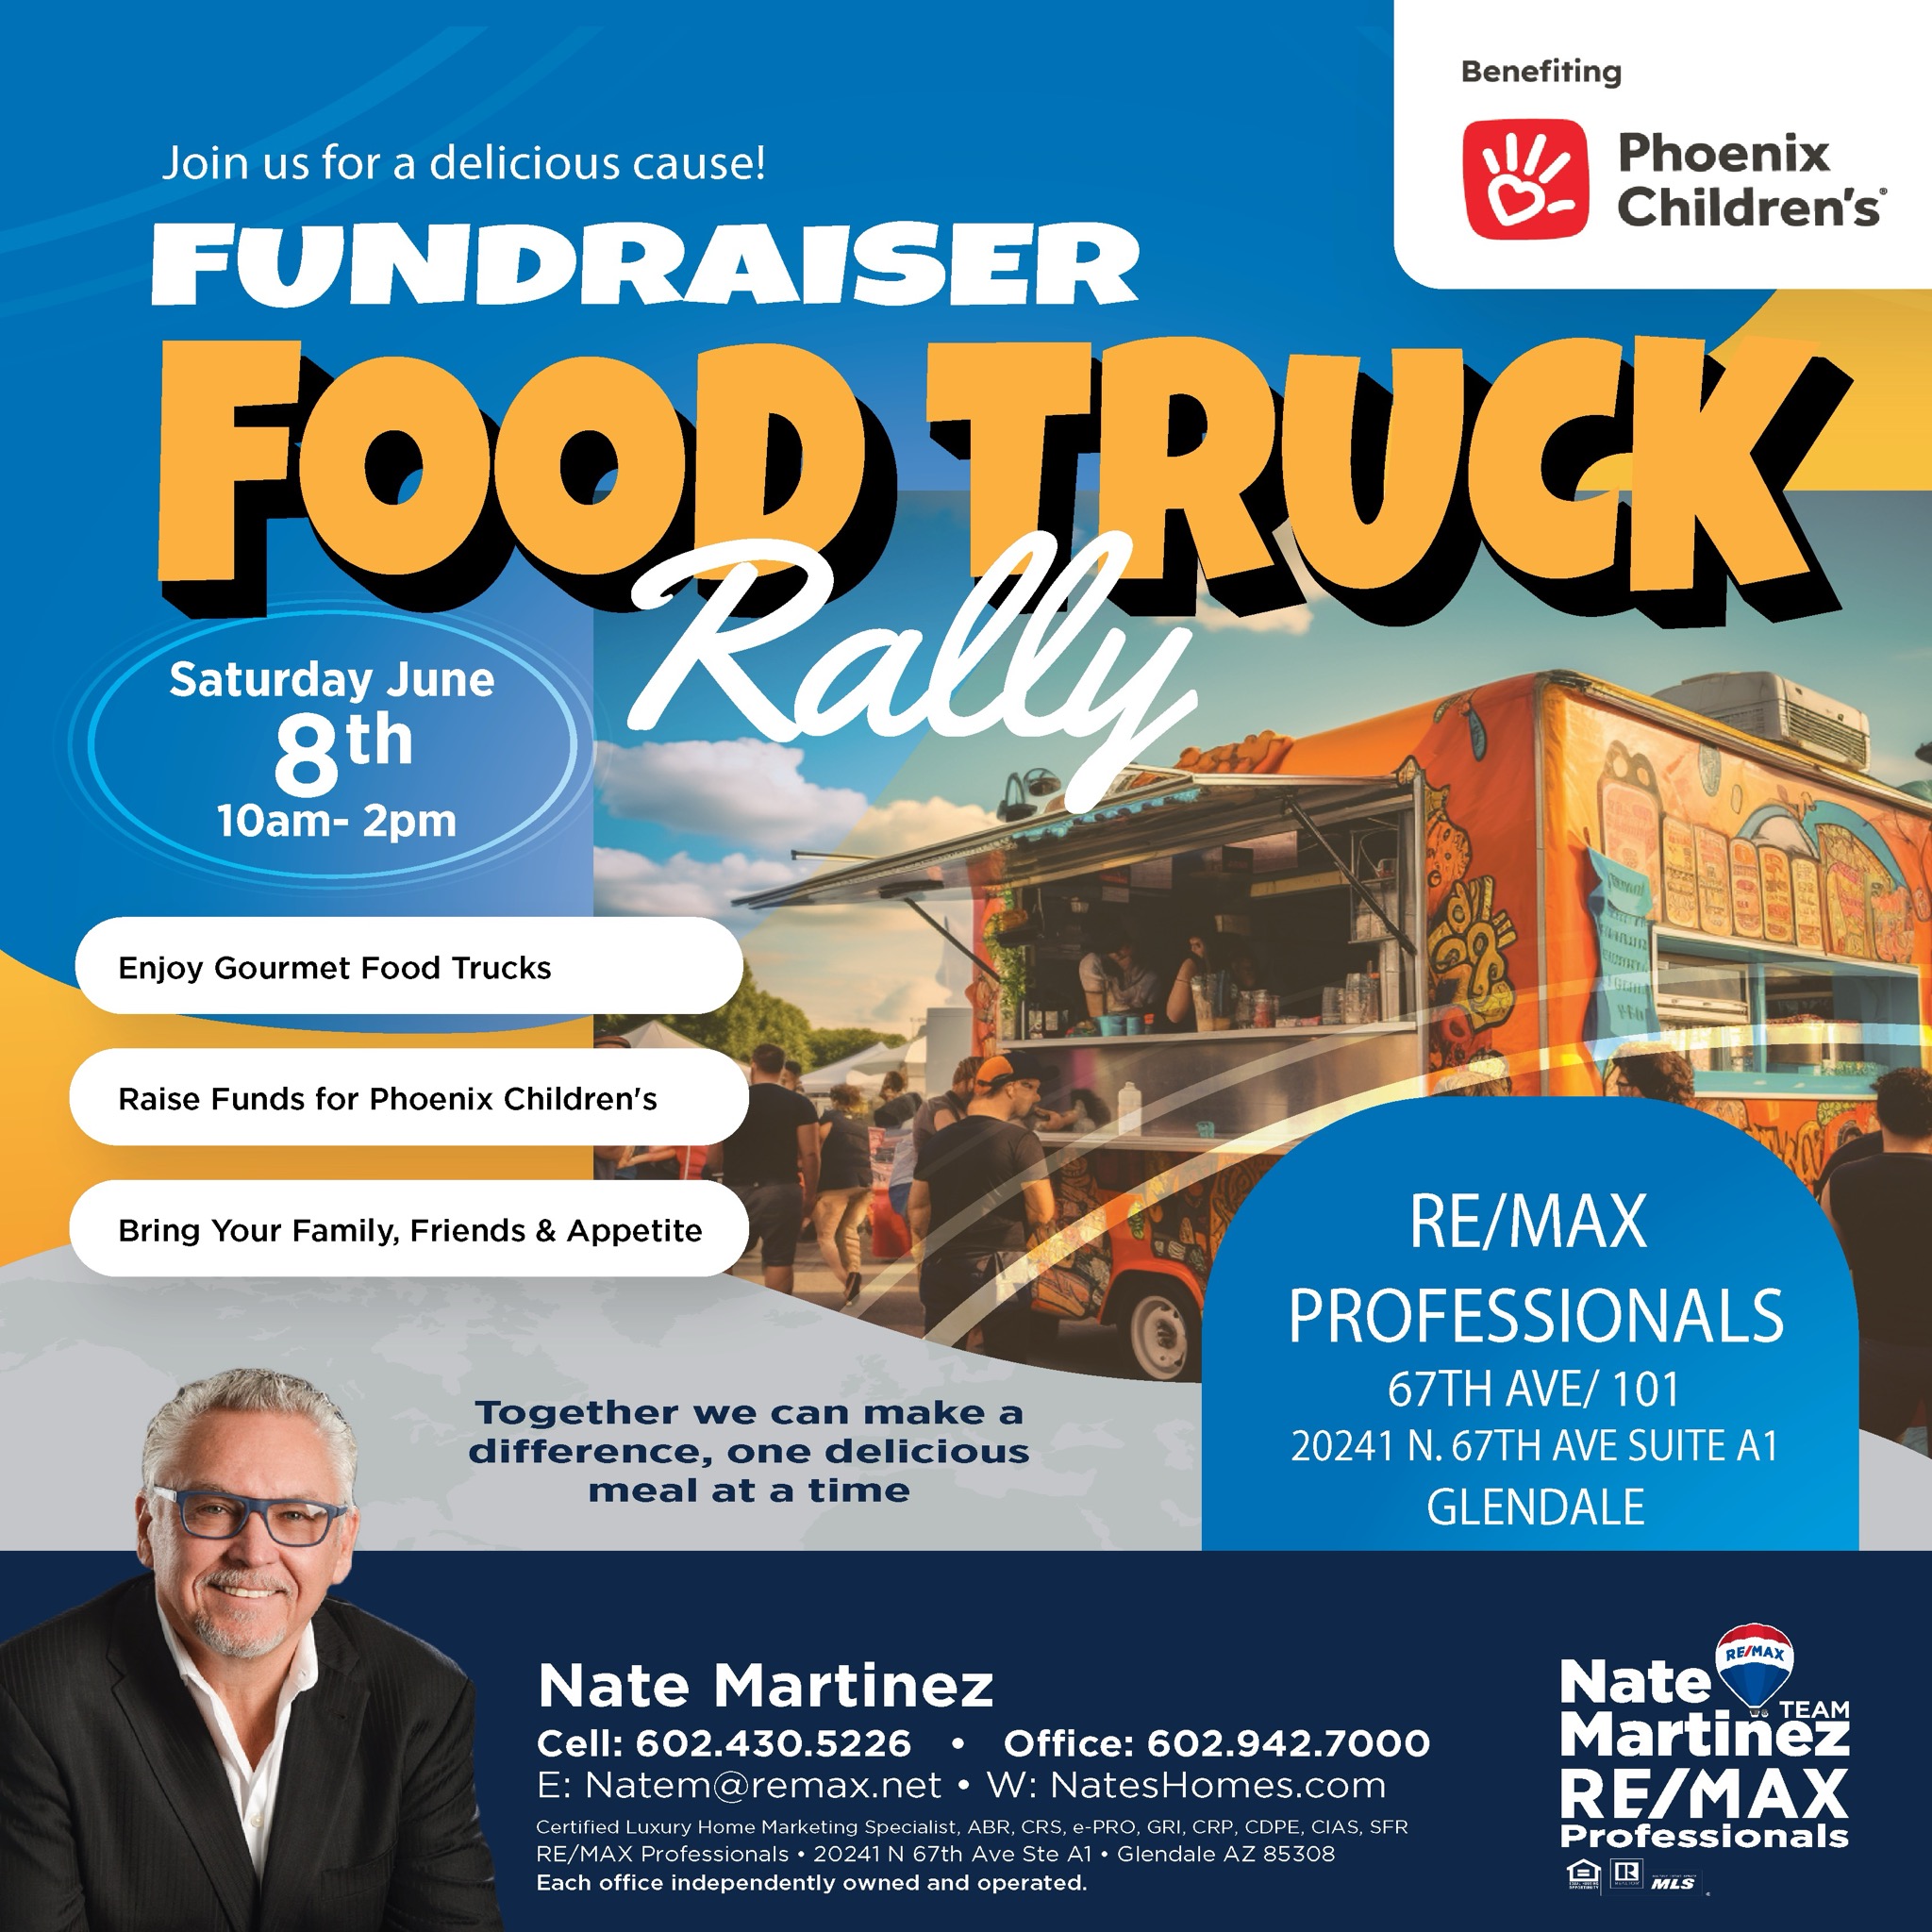 Benefiting
Phoenix
Children's®
Join us for a delicious cause!
FUNDRAISER
FOOD TRUCK
Rally
Saturday June
8th
10am- 2pm
Enjoy Gourmet Food Trucks
Raise Funds for Phoenix Children's
Bring Your Family, Friends & Appetite
RE/MAX
PROFESSIONALS
67TH AVE/ 101
20241 N. 67TH AVE SUITE A1
GLENDALE
Together we can make a
difference, one delicious
meal at a time
Nate Martinez
Cell: 602.430.5226 • Office: 602.942.7000
E: Natem@remax.net • W: NatesHomes.com
Certified Luxury Home Marketing Specialist, ABR, CRS, e-PRO, GRI, CRP, CDPE, CIAS, SFR
RE/MAX Professionals • 20241 N 67th Ave Ste A1 • Glendale AZ 85308
Each office independently owned and operated.
RE/MAX
Nate
TEAM
Martinez
RE/MAX
Professionals
R
MLS